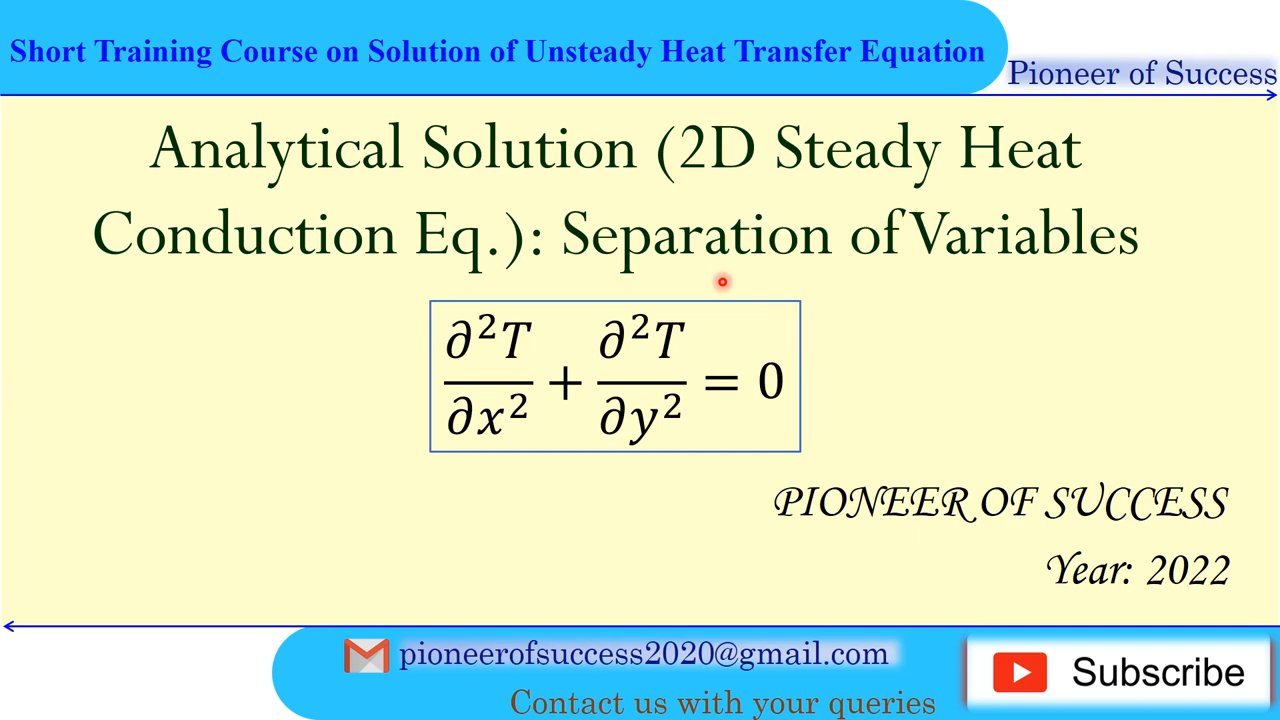 Short Training Course on Solution of Unsteady Heat Transfer Equation
Pioneer of Success
Analytical Solution (2D Steady Heat
Conduction Eq.): Separation of Variables
∂²T/∂x² + ∂²T/∂y² = 0
PIONEER OF SUCCESS
Year: 2022
pioneerofsuccess2020@gmail.com
Subscribe
Contact us with your queries